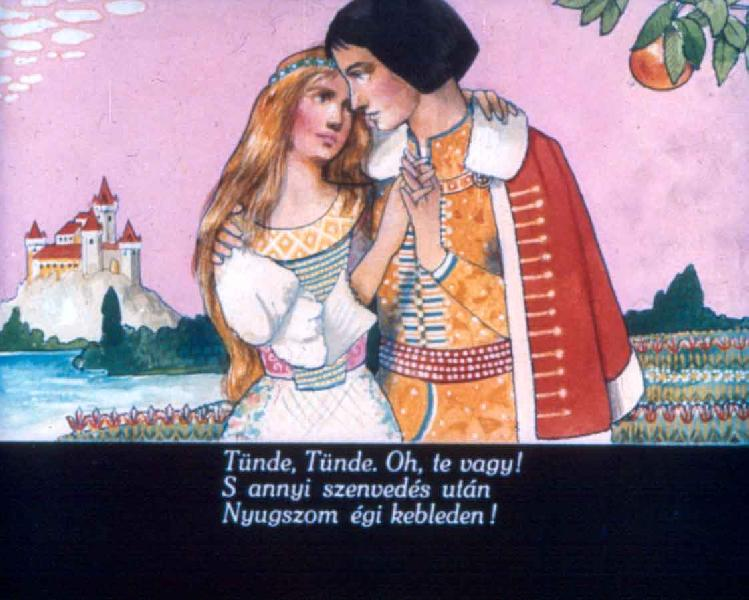 Tünde, Tünde. Oh, te vagy!
S annyi szenvedés után
Nyugszom égi kebleden!